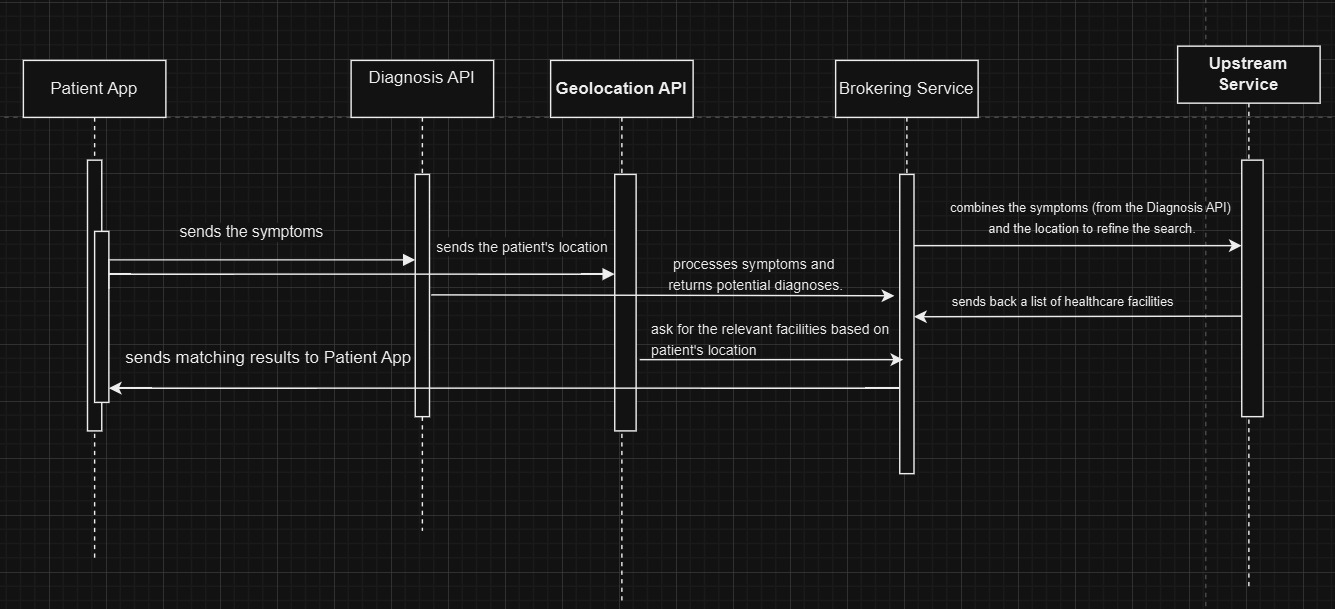 Patient App
Diagnosis API
Geolocation API
Brokering Service
Upstream
Service
combines the symptoms (from the Diagnosis API)
and the location to refine the search.
sends the symptoms
sends the patient's location
processes symptoms and
returns potential diagnoses.
sends back a list of healthcare facilities
ask for the relevant facilities based on
patient's location
sends matching results to Patient App